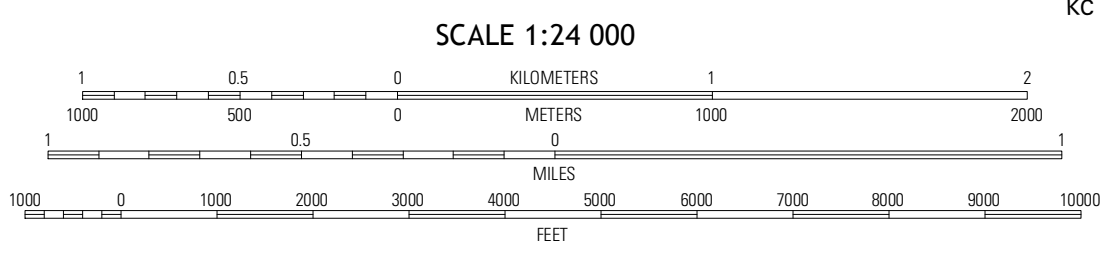 KC
SCALE 1:24 000
1 0.5 0 KILOMETERS 1 2
1000 500 0 METERS 1000 2000
1 0.5 0 1
MILES
1000 0 1000 2000 3000 4000 5000 6000 7000 8000 9000 10000
FEET